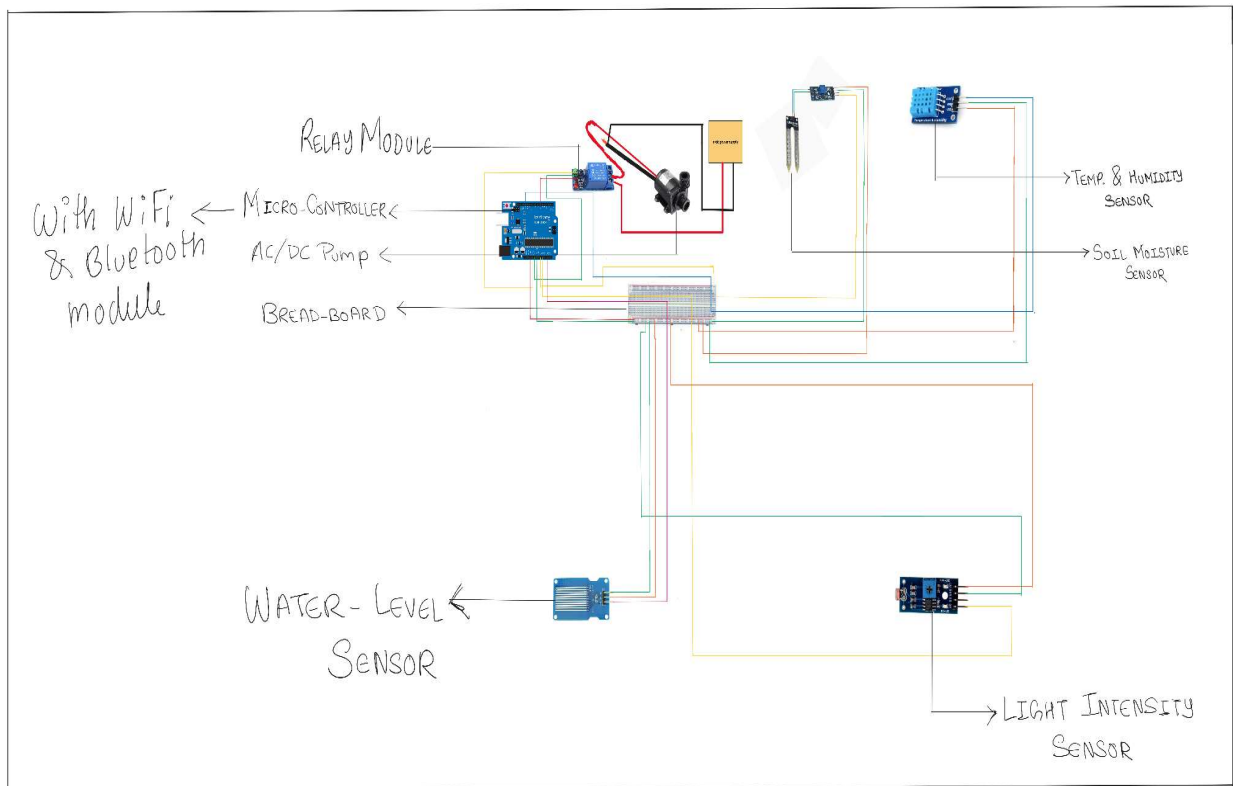 RELAY MODULE
With WiFi
& Bluetooth
module
MICRO-CONTROLLER
AC/DC PUMP
BREAD-BOARD
TEMP. & HUMIDITY
SENSOR
SOIL MOISTURE
SENSOR
WATER-LEVEL
SENSOR
LIGHT INTENSITY
SENSOR